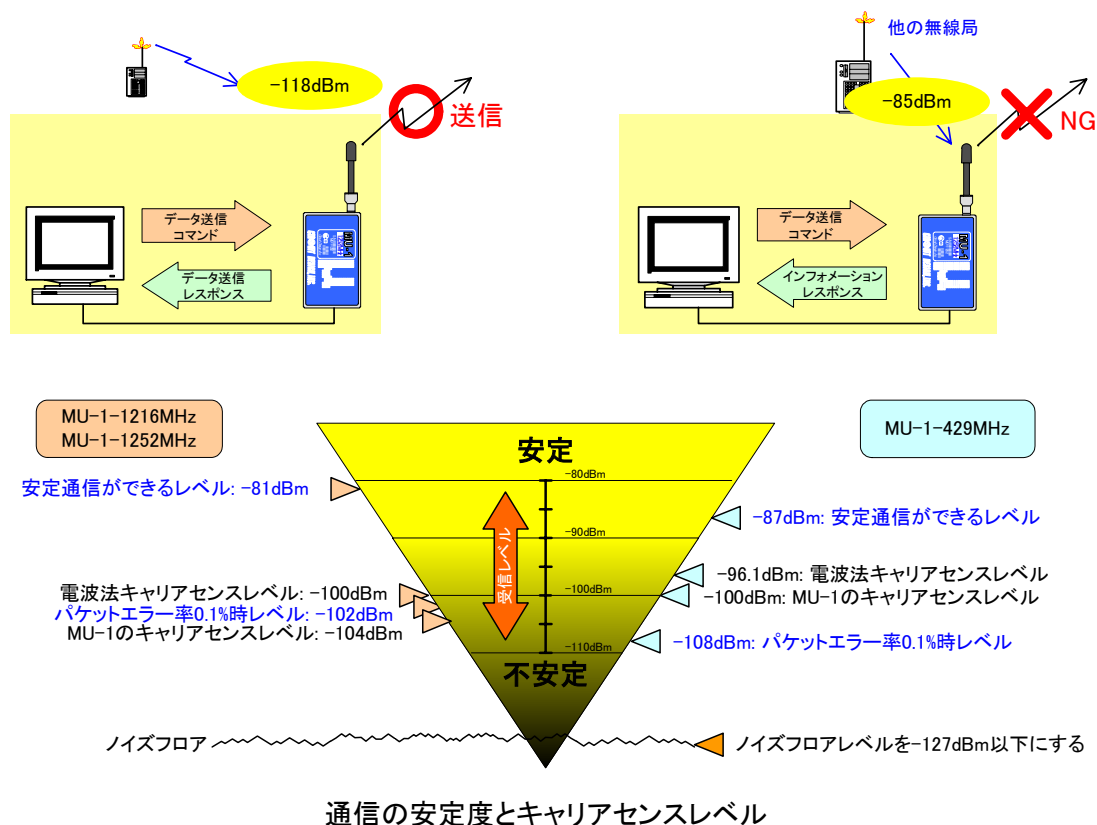 他の無線局
-118dBm
-85dBm
送信
NG
データ送信
コマンド
データ送信
レスポンス
MU-1
データ送信
コマンド
インフォメーション
レスポンス
MU-1
MU-1-1216MHz
MU-1-1252MHz
MU-1-429MHz
安定
-80dBm
安定通信ができるレベル: -81dBm
-87dBm: 安定通信ができるレベル
-90dBm
受信レベル
-96.1dBm: 電波法キャリアセンスレベル
電波法キャリアセンスレベル: -100dBm
-100dBm
-100dBm: MU-1のキャリアセンスレベル
パケットエラー率0.1%時レベル: -102dBm
MU-1のキャリアセンスレベル: -104dBm
-108dBm: パケットエラー率0.1%時レベル
-110dBm
不安定
ノイズフロア
ノイズフロアレベルを-127dBm以下にする
通信の安定度とキャリアセンスレベル